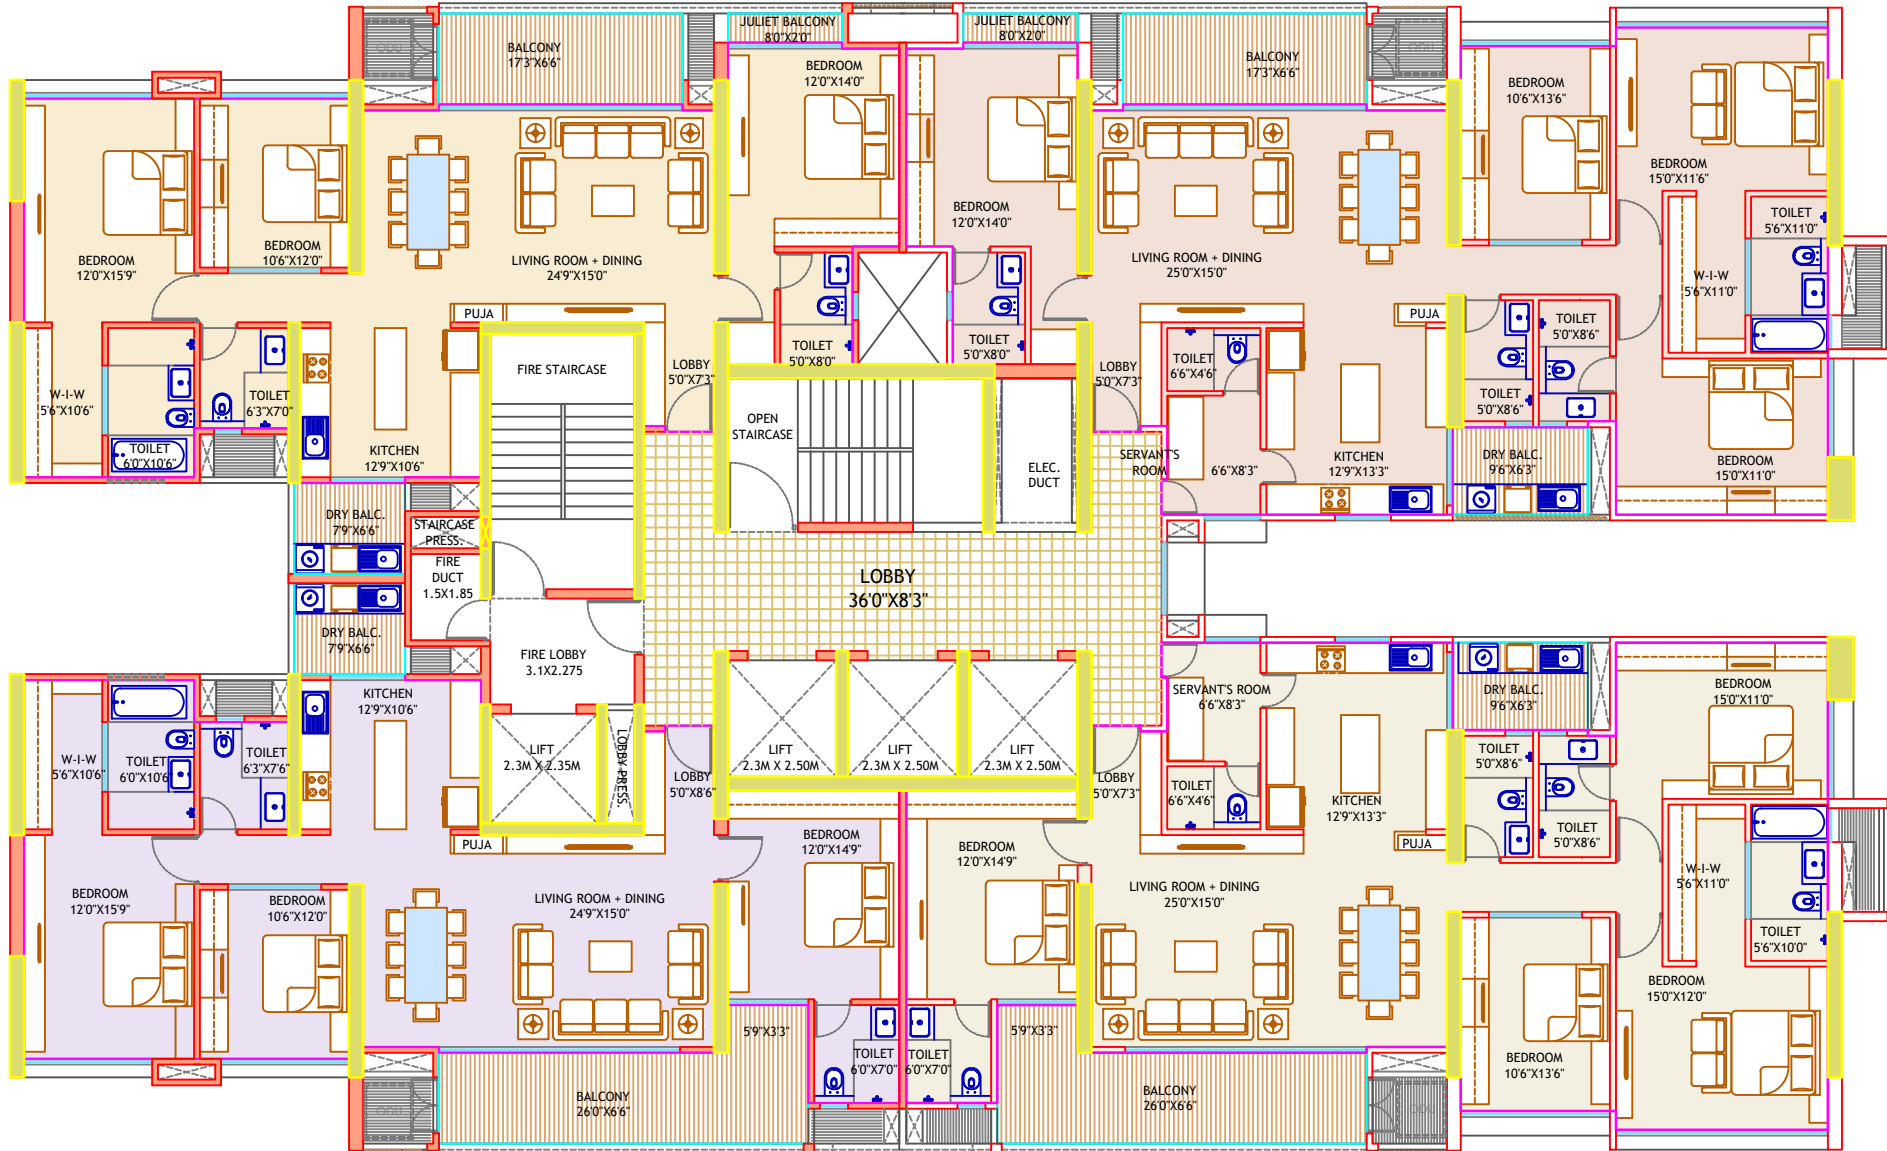 JULIET BALCONY
8'0"X2'0"
JULIET BALCONY
8'0"X2'0"
ODU
BALCONY
17'3"X6'6"
BEDROOM
12'0"X14'0"
BALCONY
17'3"X6'6"
ODU
BEDROOM
10'6"X13'6"
BEDROOM
15'0"X11'6"
BEDROOM
12'0"X15'9"
BEDROOM
10'6"X12'0"
LIVING ROOM + DINING
24'9"X15'0"
BEDROOM
12'0"X14'0"
LIVING ROOM + DINING
25'0"X15'0"
TOILET
5'6"X11'0"
W-I-W
5'6"X11'0"
PUJA
PUJA
TOILET
5'0"X8'0"
TOILET
5'0"X8'0"
TOILET
5'0"X8'6"
W-I-W
5'6"X10'6"
TOILET
6'3"X7'0"
FIRE STAIRCASE
LOBBY
5'0"X7'3"
LOBBY
5'0"X7'3"
TOILET
6'6"X4'6"
TOILET
5'0"X8'6"
TOILET
6'0"X10'6"
KITCHEN
12'9"X10'6"
OPEN
STAIRCASE
ELEC.
DUCT
SERVANT'S
ROOM
6'6"X8'3"
KITCHEN
12'9"X13'3"
DRY BALC.
9'6"X6'3"
BEDROOM
15'0"X11'0"
DRY BALC.
7'9"X6'6"
STAIRCASE
PRESS.
FIRE
DUCT
1.5X1.85
LOBBY
36'0"X8'3"
DRY BALC.
7'9"X6'6"
FIRE LOBBY
3.1X2.275
KITCHEN
12'9"X10'6"
SERVANT'S ROOM
6'6"X8'3"
DRY BALC.
9'6"X6'3"
BEDROOM
15'0"X11'0"
W-I-W
5'6"X10'6"
TOILET
6'0"X10'6"
TOILET
6'3"X7'6"
LIFT
2.3M X 2.35M
LOBBY PRESS.
LOBBY
5'0"X8'6"
LIFT
2.3M X 2.50M
LIFT
2.3M X 2.50M
LIFT
2.3M X 2.50M
LOBBY
5'0"X7'3"
TOILET
6'6"X4'6"
KITCHEN
12'9"X13'3"
TOILET
5'0"X8'6"
TOILET
5'0"X8'6"
PUJA
PUJA
BEDROOM
12'0"X15'9"
BEDROOM
10'6"X12'0"
LIVING ROOM + DINING
24'9"X15'0"
BEDROOM
12'0"X14'9"
BEDROOM
12'0"X14'9"
LIVING ROOM + DINING
25'0"X15'0"
W-I-W
5'6"X11'0"
TOILET
5'6"X10'0"
BEDROOM
15'0"X12'0"
5'9"X3'3"
5'9"X3'3"
TOILET
6'0"X7'0"
TOILET
6'0"X7'0"
BEDROOM
10'6"X13'6"
ODU
BALCONY
26'0"X6'6"
BALCONY
26'0"X6'6"
ODU